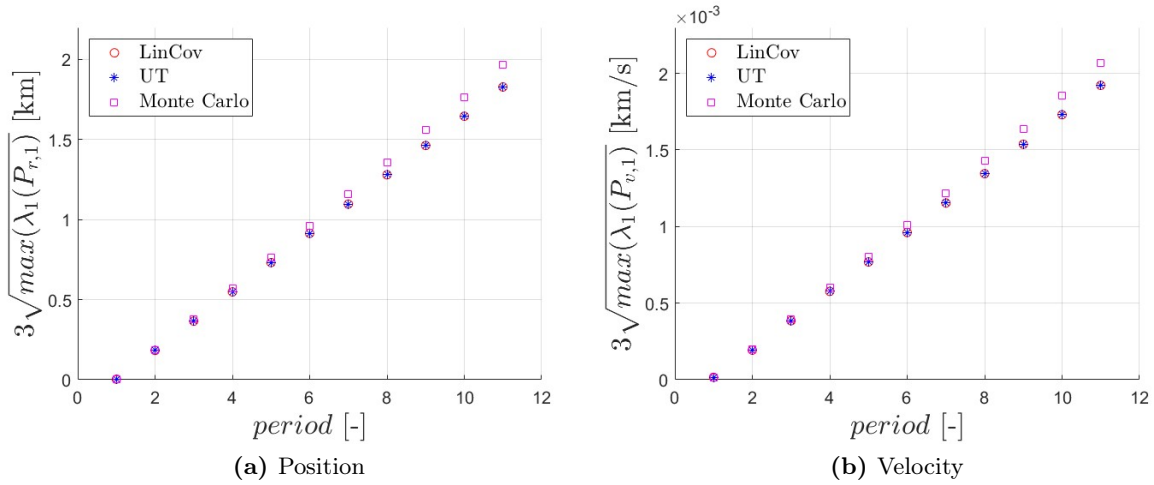 LinCov
UT
Monte Carlo
3√max(λ₁(P_{r,1})) [km]
2
1.5
1
0.5
0
0 2 4 6 8 10 12
period [-]
(a) Position
×10⁻³
LinCov
UT
Monte Carlo
3√max(λ₁(P_{v,1})) [km/s]
2
1.5
1
0.5
0
0 2 4 6 8 10 12
period [-]
(b) Velocity